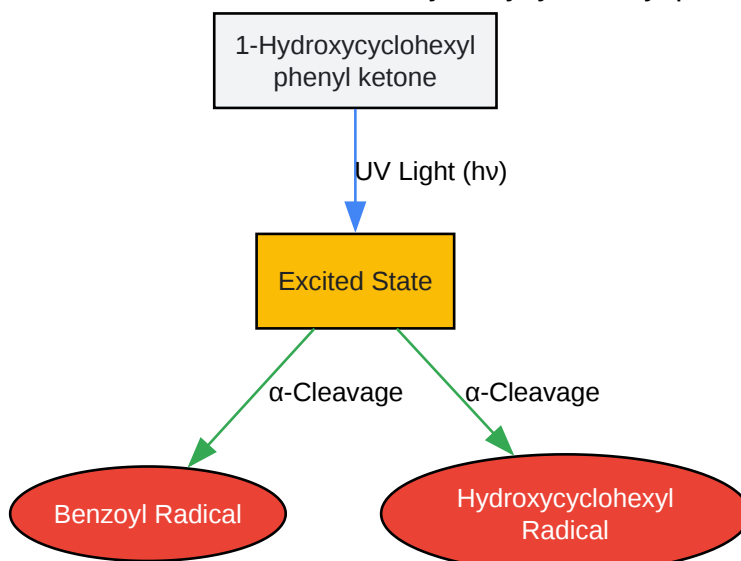 1-Hydroxycyclohexyl
phenyl ketone
UV Light (hν)
Excited State
α-Cleavage α-Cleavage
Benzoyl Radical
Hydroxycyclohexyl
Radical